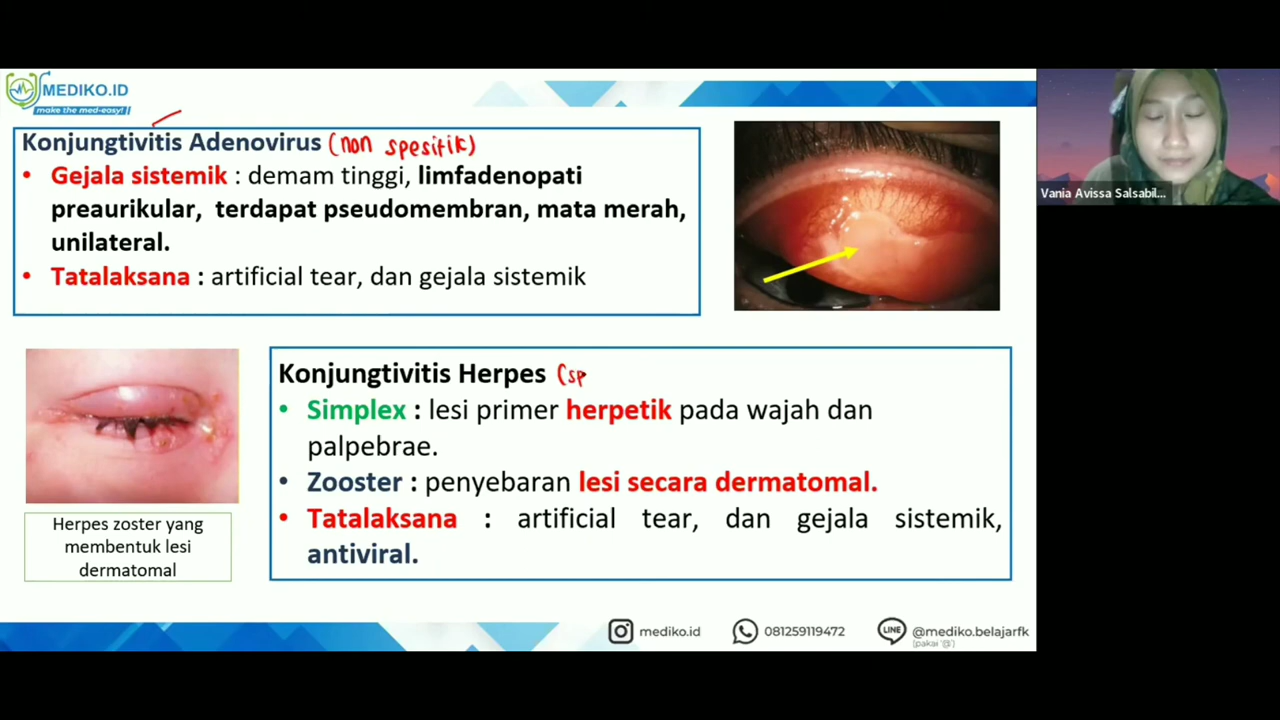 MEDIKO.ID
make the med-easy!
Konjungtivitis Adenovirus (non spesifik)
• Gejala sistemik : demam tinggi, limfadenopati
preaurikular, terdapat pseudomembran, mata merah,
unilateral.
• Tatalaksana : artificial tear, dan gejala sistemik
Vania Avissa Salsabil...
Konjungtivitis Herpes (sp
• Simplex : lesi primer herpetik pada wajah dan
palpebrae.
• Zooster : penyebaran lesi secara dermatomal.
• Tatalaksana : artificial tear, dan gejala sistemik,
antiviral.
Herpes zoster yang
membentuk lesi
dermatomal
mediko.id
081259119472
LINE
@mediko.belajarfk
(pakai '@')